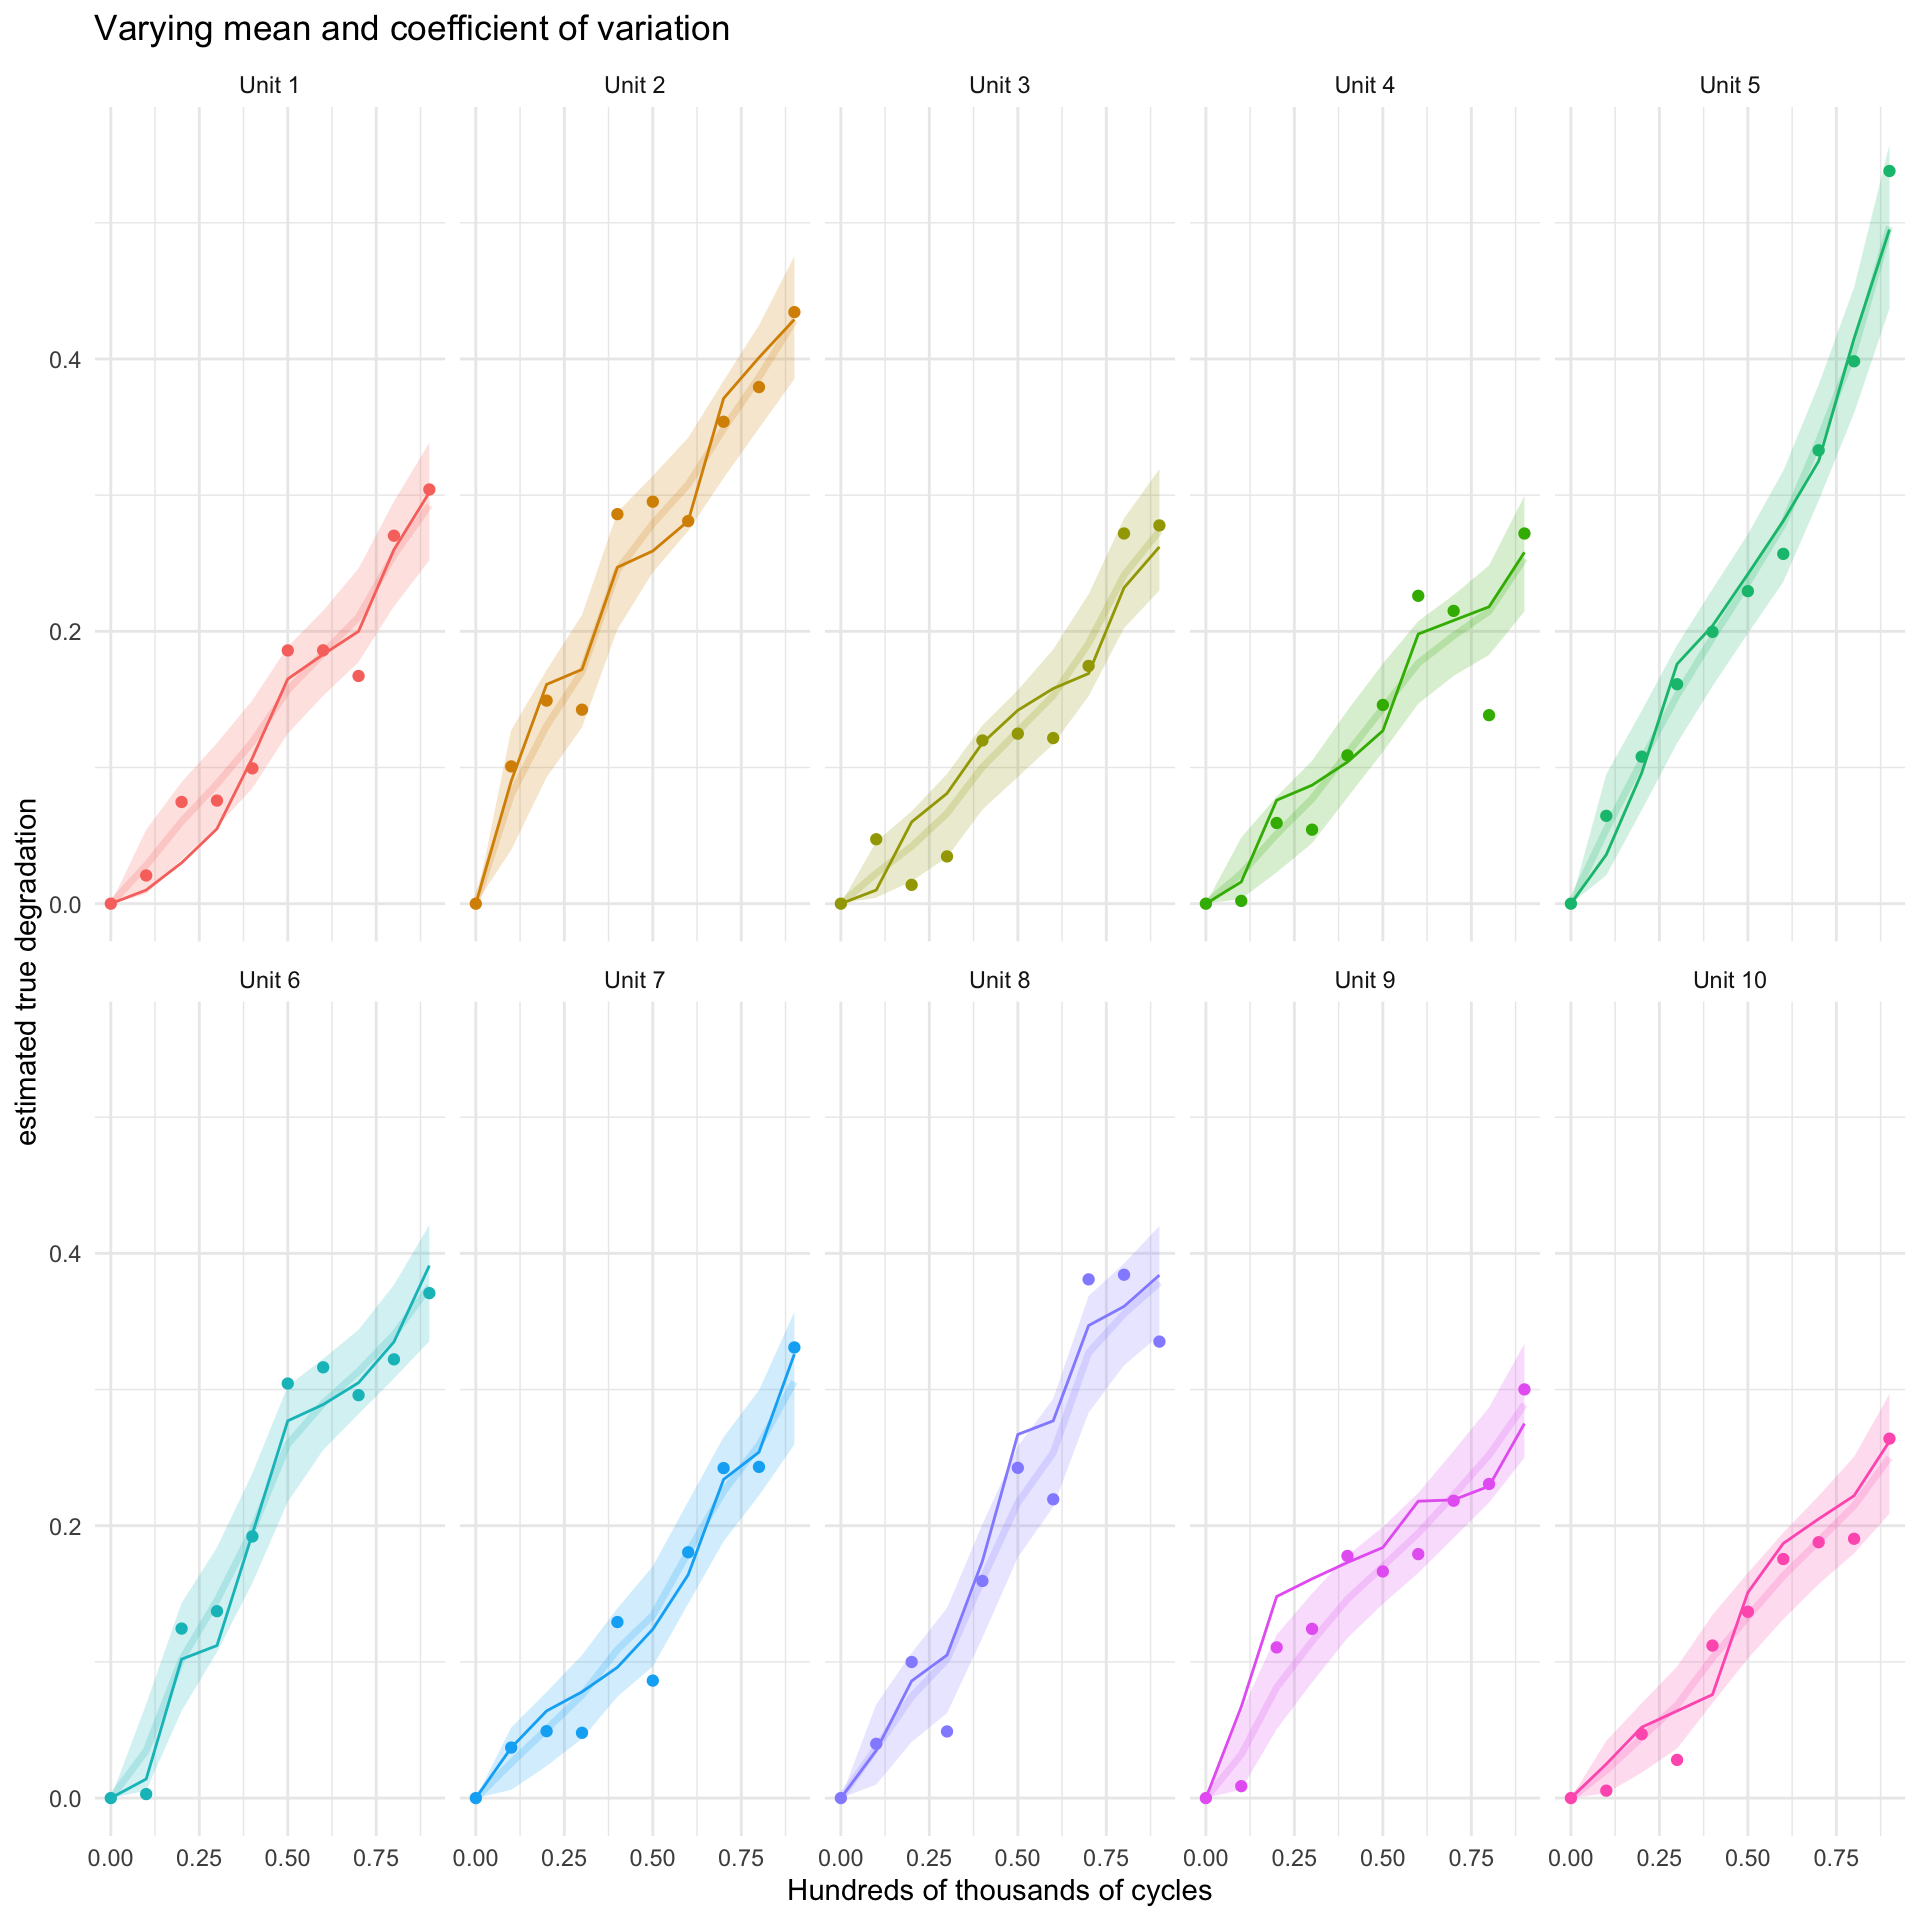 Varying mean and coefficient of variation
Unit 1 Unit 2 Unit 3 Unit 4 Unit 5
0.4
0.2
0.0
estimated true degradation
Unit 6 Unit 7 Unit 8 Unit 9 Unit 10
0.4
0.2
0.0
0.00 0.25 0.50 0.75 0.00 0.25 0.50 0.75 0.00 0.25 0.50 0.75 0.00 0.25 0.50 0.75 0.00 0.25 0.50 0.75
Hundreds of thousands of cycles